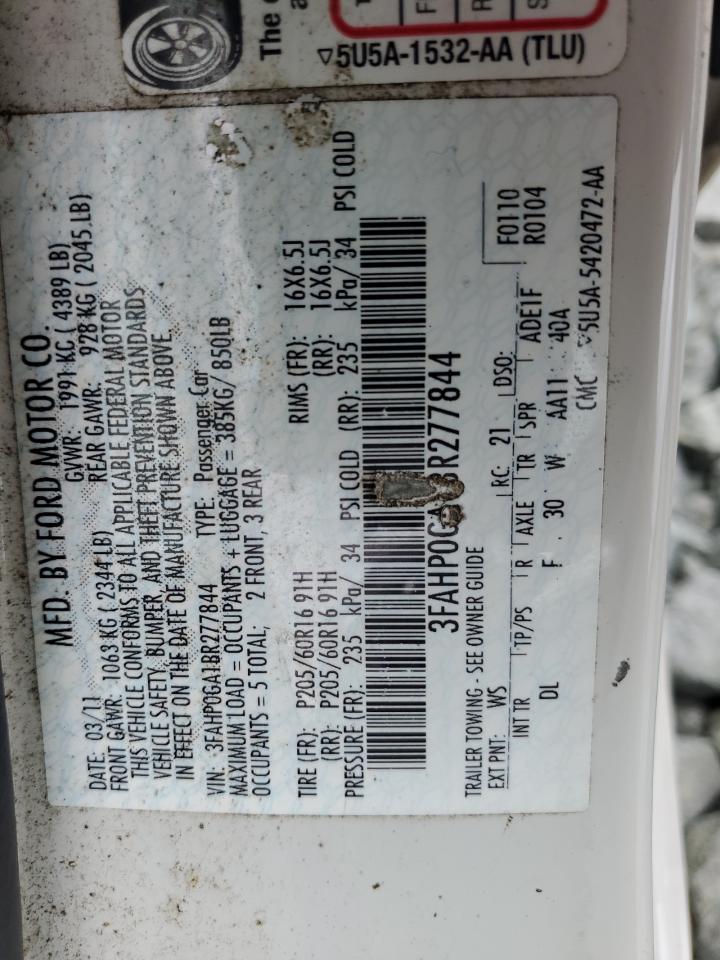 The
5U5A-1532-AA (TLU)
MFD. BY FORD MOTOR CO.
DATE: 03/11 GVWR: 1991 KG ( 4389 LB)
FRONT GAWR: 1063 KG ( 2344 LB) REAR GAWR: 928 KG ( 2045 LB)
THIS VEHICLE CONFORMS TO ALL APPLICABLE FEDERAL MOTOR
VEHICLE SAFETY, BUMPER, AND THEFT PREVENTION STANDARDS
IN EFFECT ON THE DATE OF MANUFACTURE SHOWN ABOVE
VIN: 3FAHP0GA1BR277844 TYPE: Passenger Car
MAXIMUM LOAD = OCCUPANTS + LUGGAGE = 385KG/ 850LB
OCCUPANTS = 5 TOTAL; 2 FRONT, 3 REAR
TIRE (FR): P205/60R16 91H RIMS (FR): 16X6.5J
(RR): P205/60R16 91H (RR): 16X6.5J
PRESSURE (FR): 235 kPa/ 34 PSI COLD (RR): 235 kPa/ 34 PSI COLD
3FAHP0GA BR277844
TRAILER TOWING - SEE OWNER GUIDE F0110
EXT PNT: WS RC: 21 DSO: R0104
INT TR TP/PS R AXLE TR SPR ADE1F
DL F 30 W AA11 40A
CMC 5U5A-5420472-AA